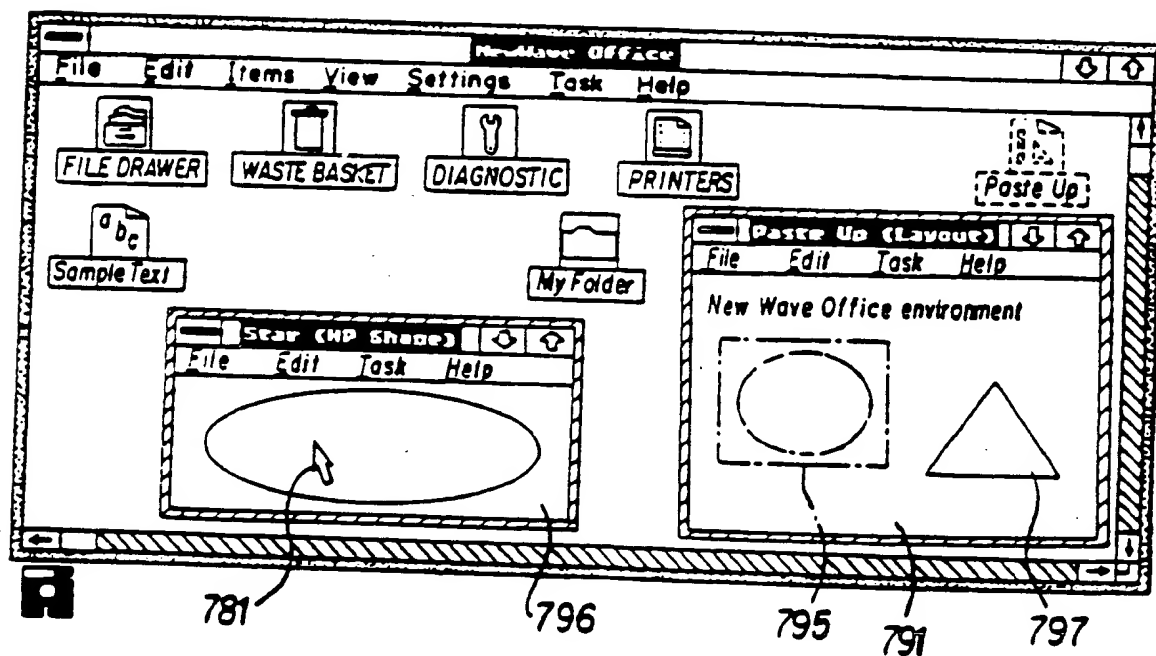 NewWave Office
File Edit Items View Settings Task Help
FILE DRAWER WASTE BASKET DIAGNOSTIC PRINTERS Paste Up
abc
Sample Text My Folder
Paste Up (Layout)
File Edit Task Help
New Wave Office environment
Star (HP Shape)
File Edit Task Help
781 796 795 791 797